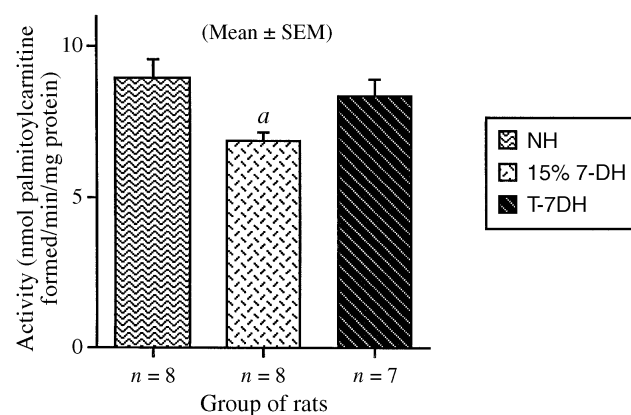 (Mean ± SEM)
10
5
0
Activity (nmol palmitoylcarnitine
formed/min/mg protein)
a
n = 8
n = 8
n = 7
Group of rats
NH
15% 7-DH
T-7DH